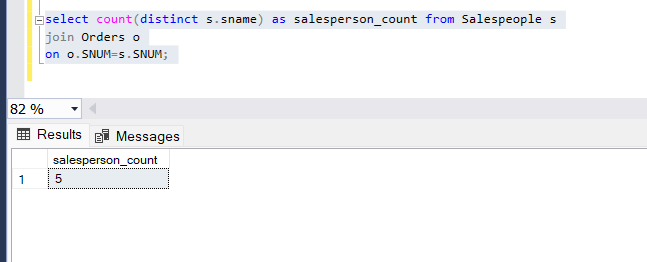 select count(distinct s.sname) as salesperson_count from Salespeople s
join Orders o
on o.SNUM=s.SNUM;
82 %
Results Messages
salesperson_count
1 5